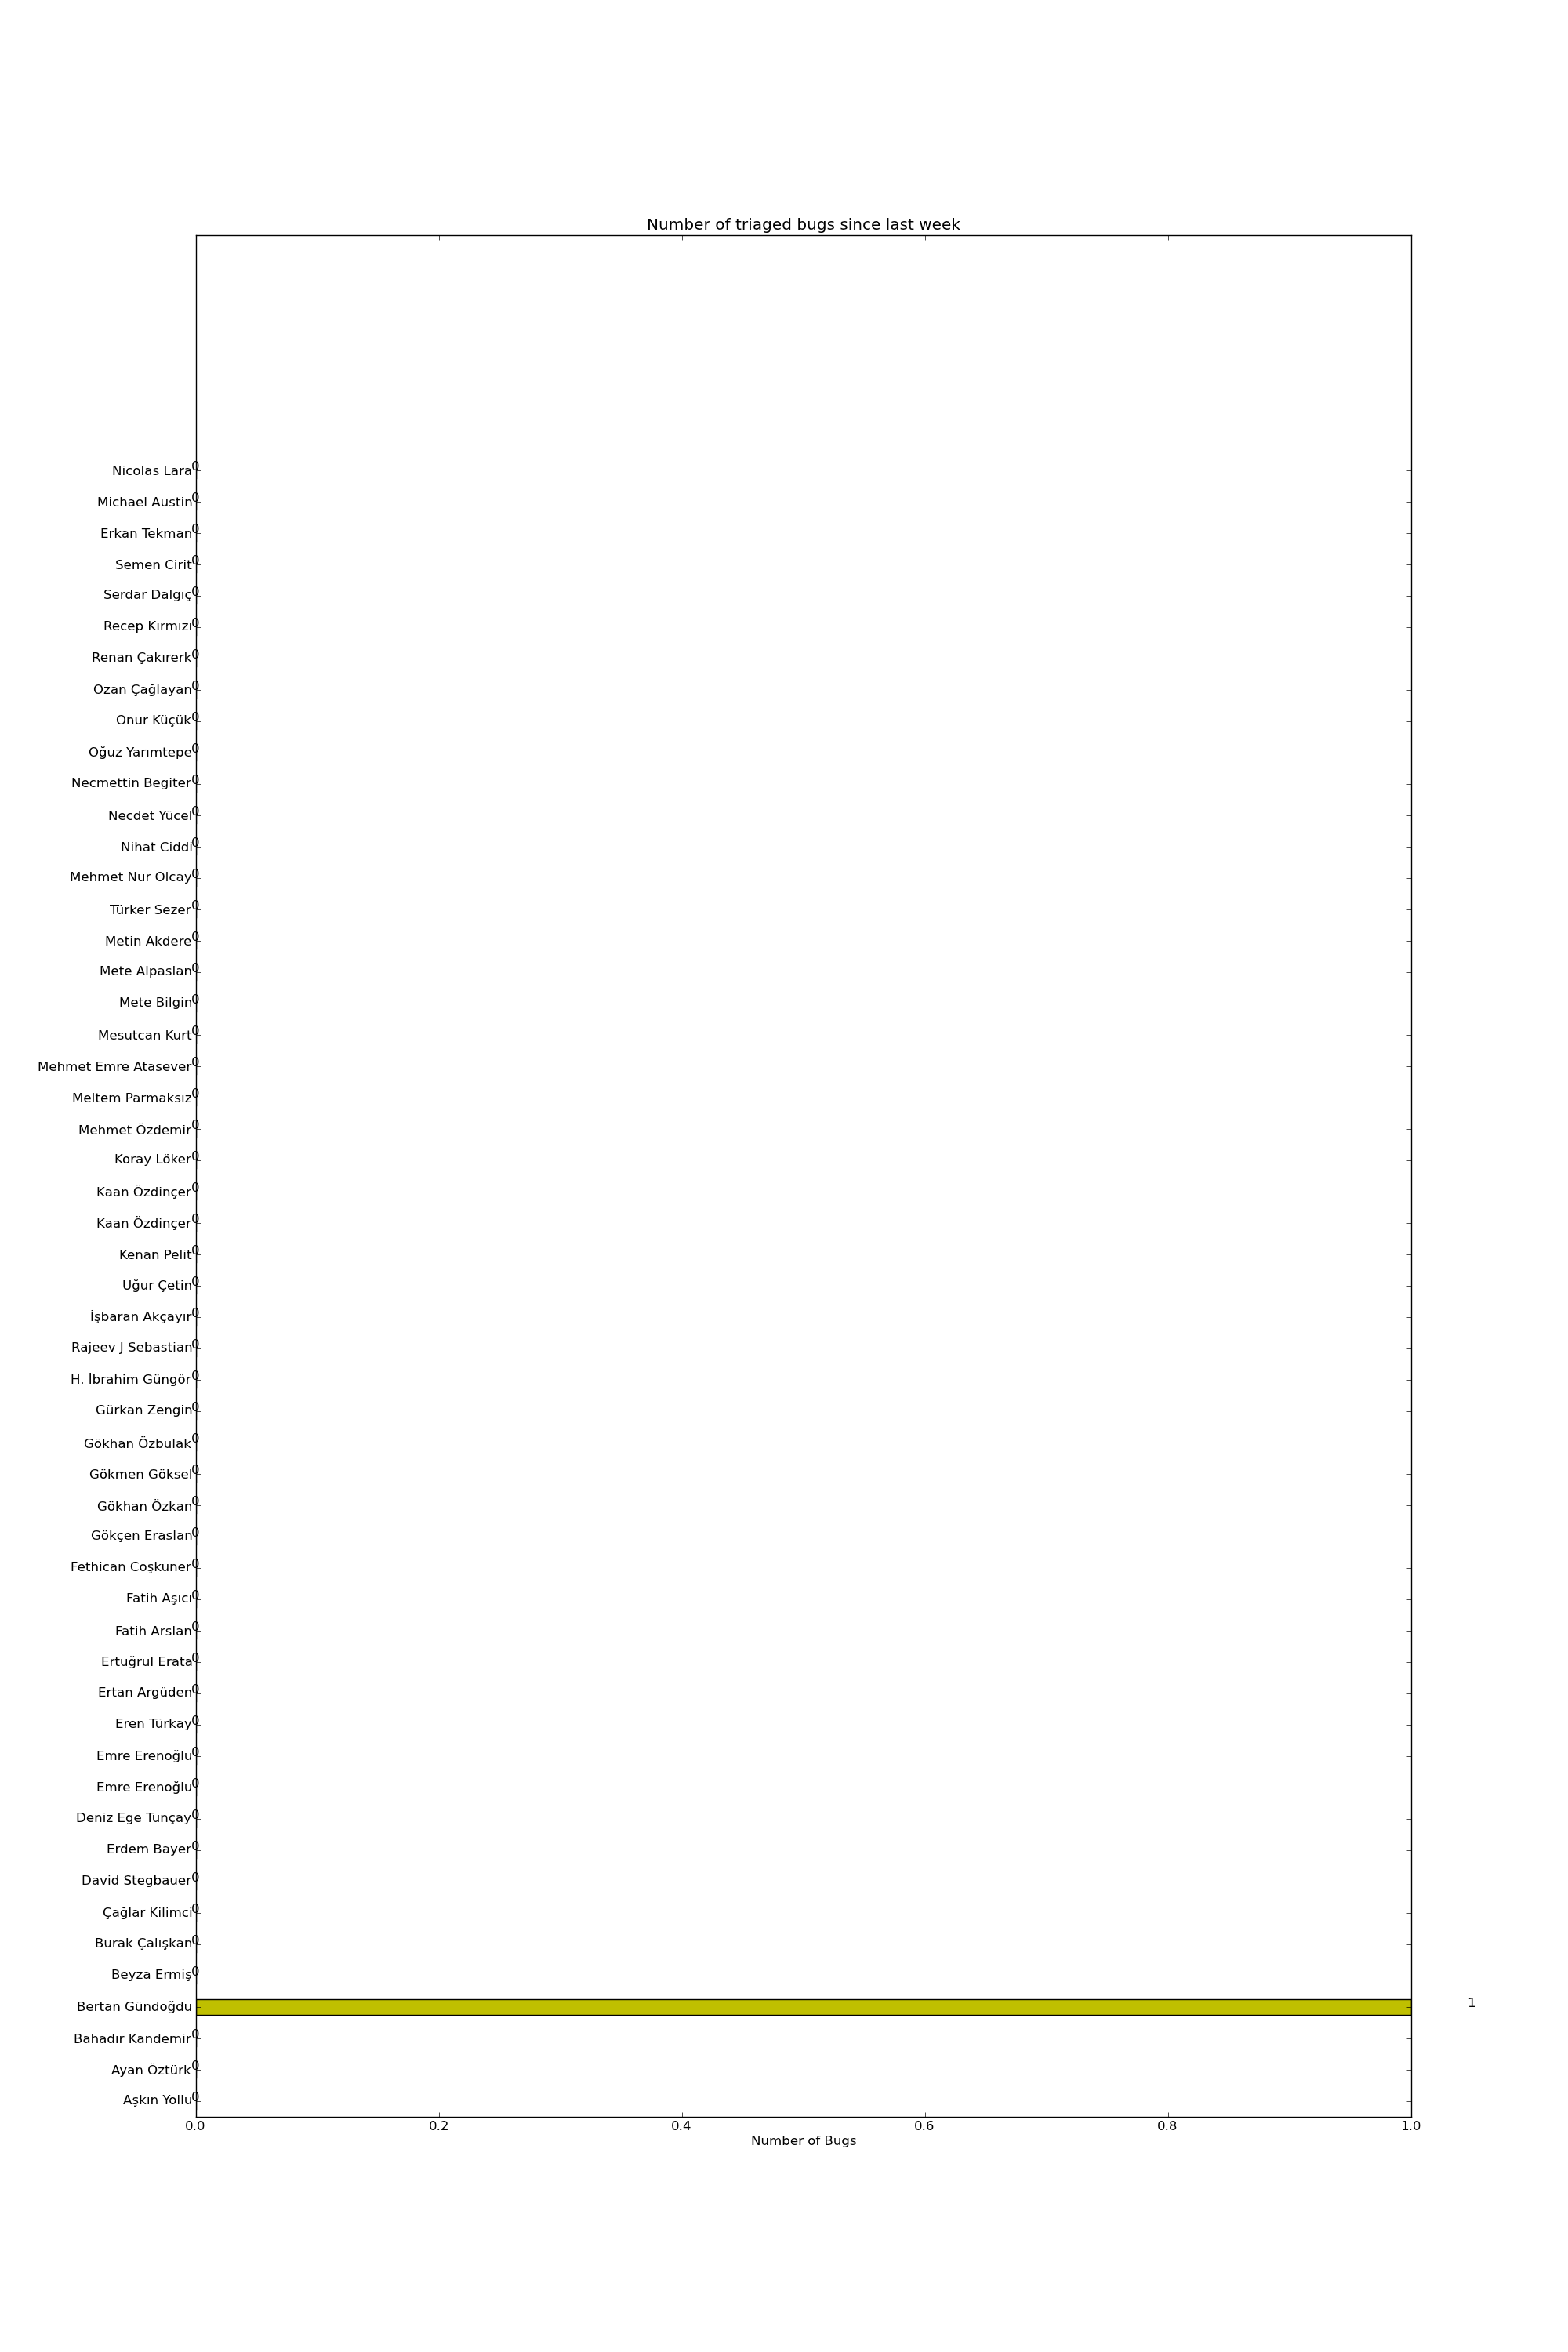 Number of triaged bugs since last week
Nicolas Lara 0
Michael Austin 0
Erkan Tekman 0
Semen Cirit 0
Serdar Dalgıç 0
Recep Kırmızı 0
Renan Çakırerk 0
Ozan Çağlayan 0
Onur Küçük 0
Oğuz Yarımtepe 0
Necmettin Begiter 0
Necdet Yücel 0
Nihat Ciddi 0
Mehmet Nur Olcay 0
Türker Sezer 0
Metin Akdere 0
Mete Alpaslan 0
Mete Bilgin 0
Mesutcan Kurt 0
Mehmet Emre Atasever 0
Meltem Parmaksız 0
Mehmet Özdemir 0
Koray Löker 0
Kaan Özdinçer 0
Kaan Özdinçer 0
Kenan Pelit 0
Uğur Çetin 0
İşbaran Akçayır 0
Rajeev J Sebastian 0
H. İbrahim Güngör 0
Gürkan Zengin 0
Gökhan Özbulak 0
Gökmen Göksel 0
Gökhan Özkan 0
Gökçen Eraslan 0
Fethican Coşkuner 0
Fatih Aşıcı 0
Fatih Arslan 0
Ertuğrul Erata 0
Ertan Argüden 0
Eren Türkay 0
Emre Erenoğlu 0
Emre Erenoğlu 0
Deniz Ege Tunçay 0
Erdem Bayer 0
David Stegbauer 0
Çağlar Kilimci 0
Burak Çalışkan 0
Beyza Ermiş 0
Bertan Gündoğdu 1
Bahadır Kandemir 0
Ayan Öztürk 0
Aşkın Yollu 0
0.0 0.2 0.4 0.6 0.8 1.0
Number of Bugs